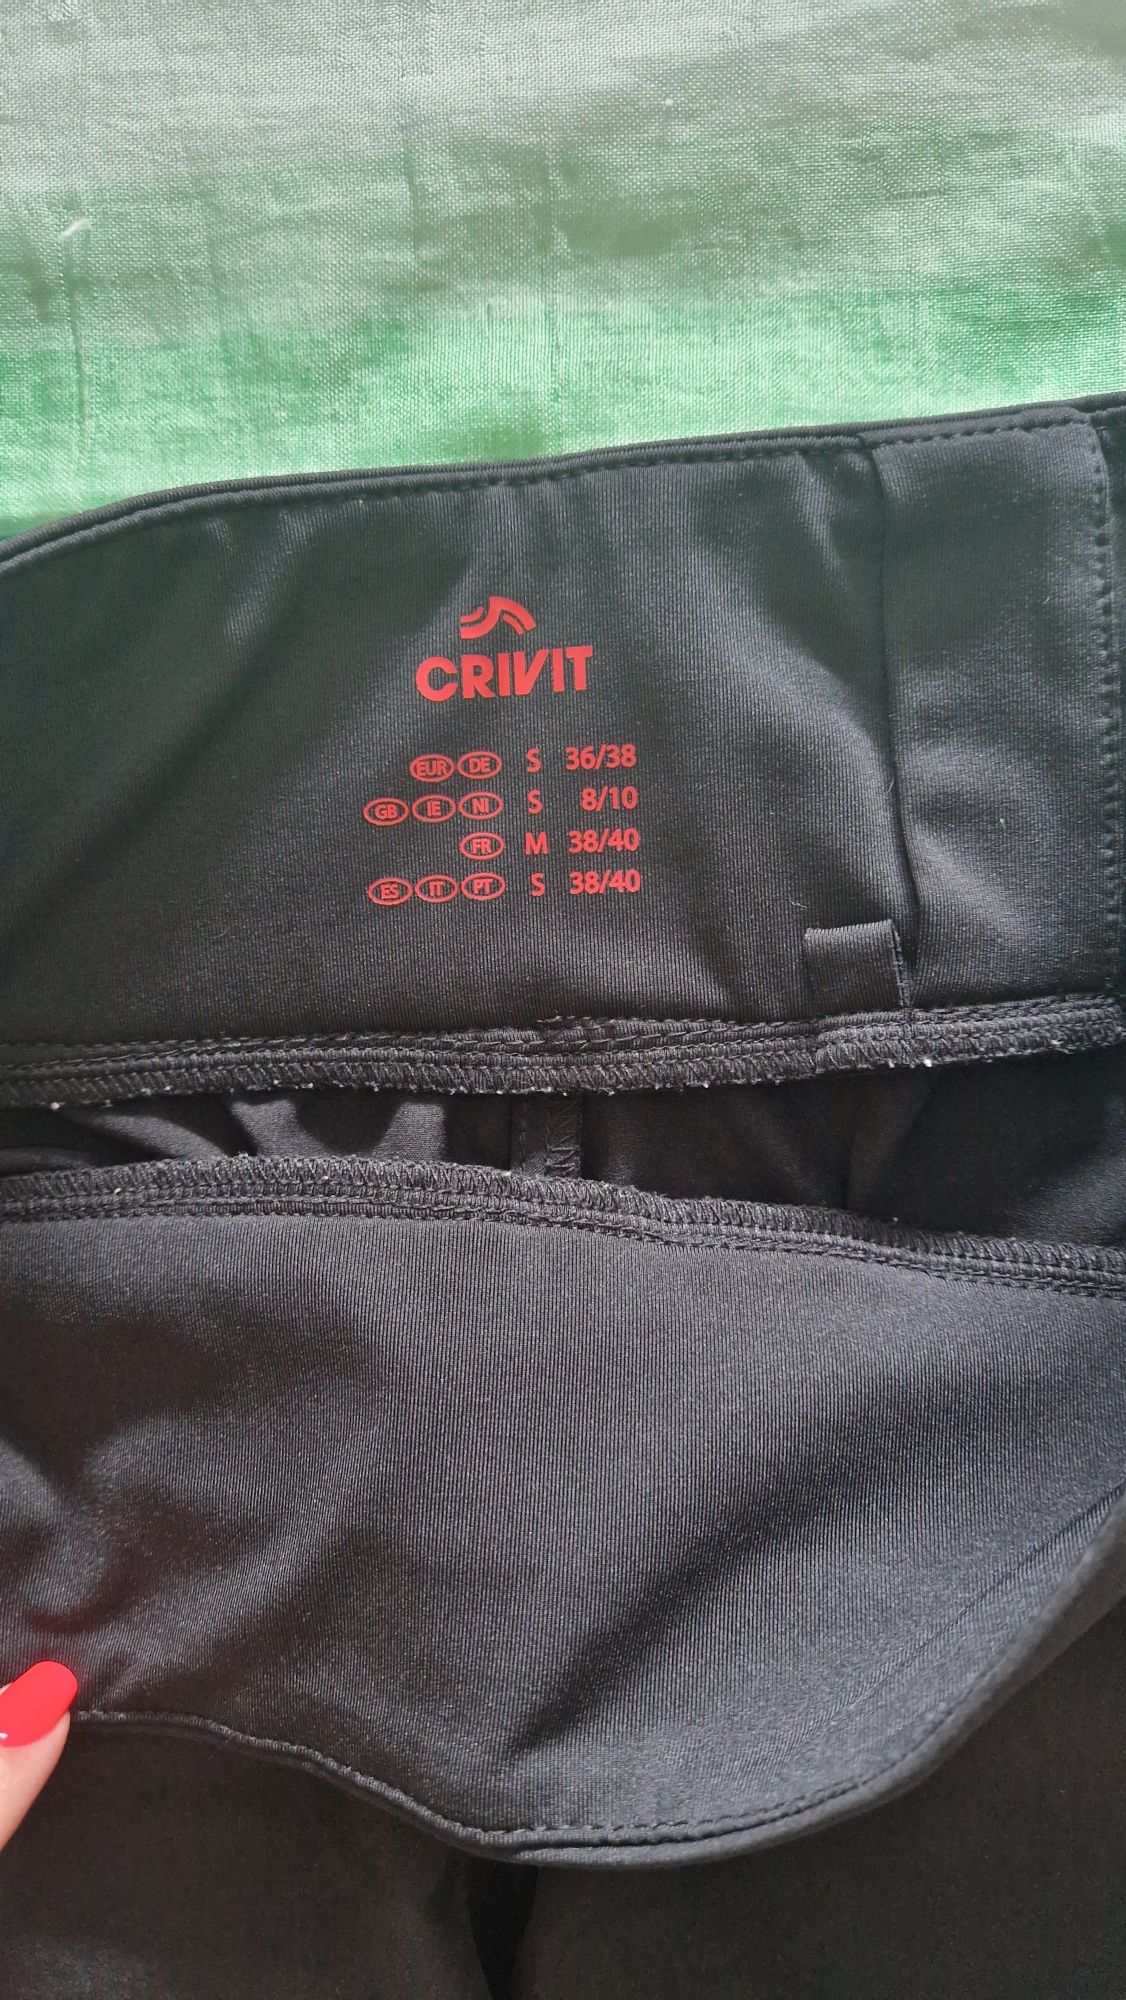 CRIVIT
EUR DE S 36/38
GB IE NI S 8/10
FR M 38/40
ES IT PT S 38/40